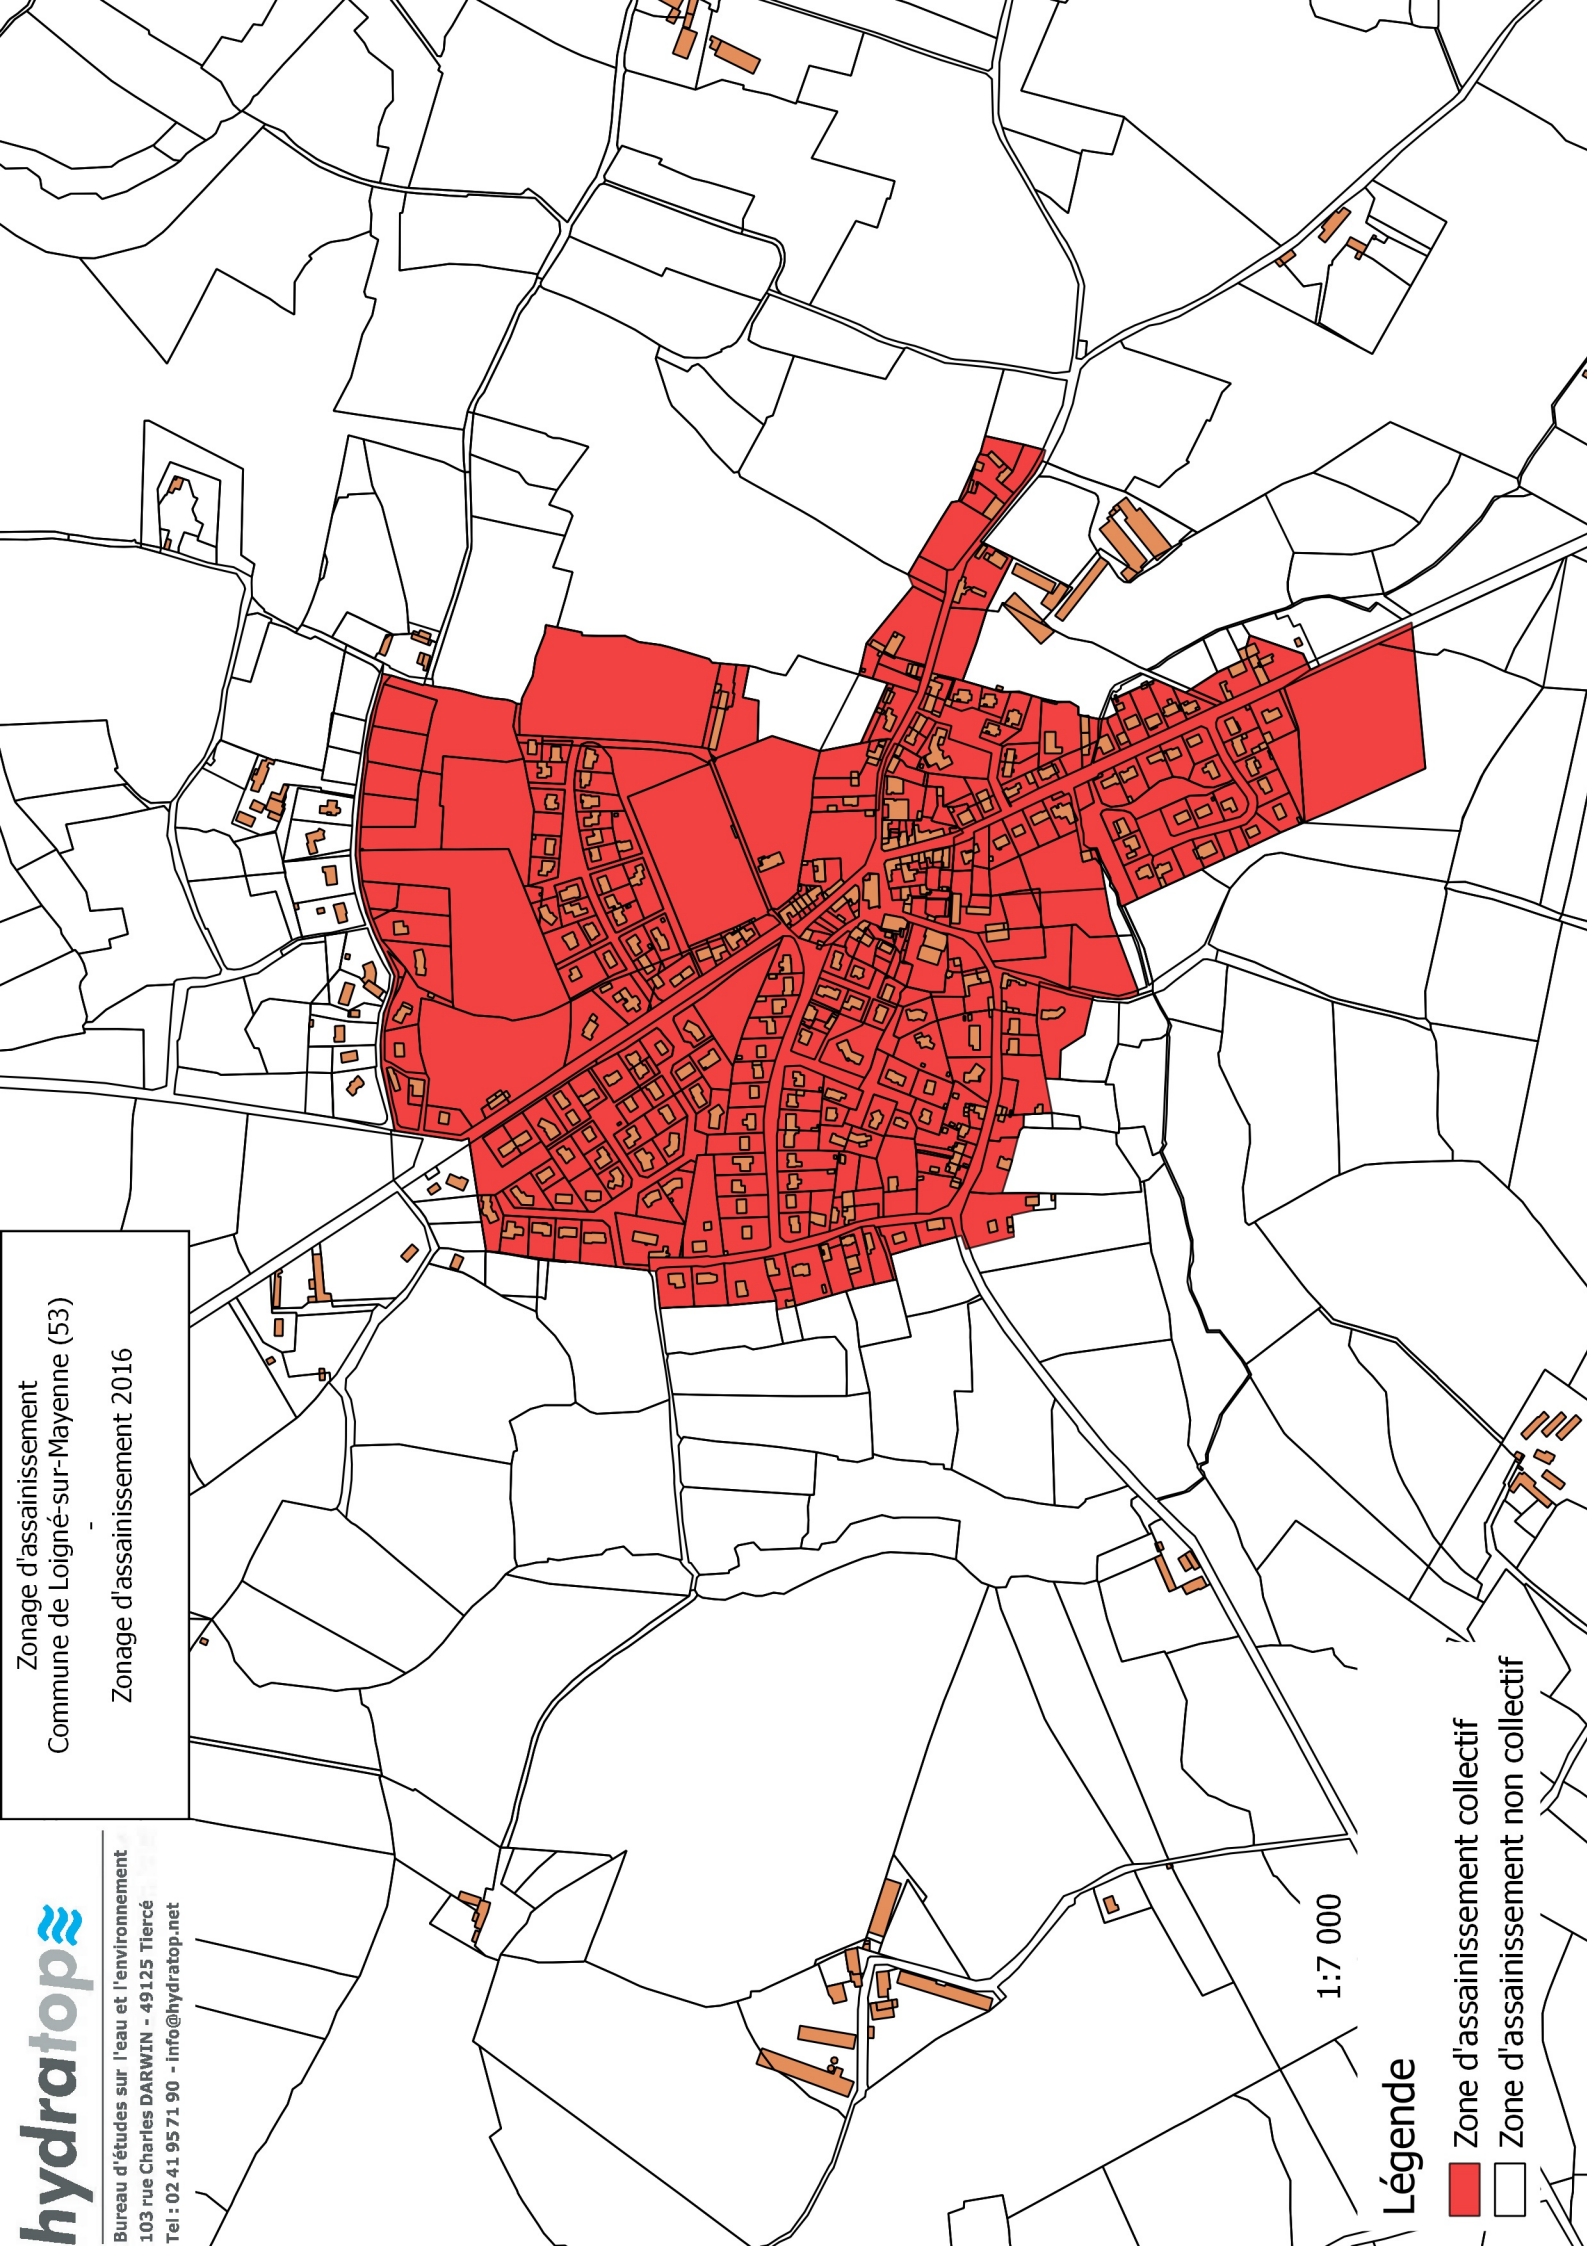 hydratop
Bureau d'études sur l'eau et l'environnement
103 rue Charles DARWIN - 49125 Tiercé
Tel : 02 41 95 71 90 - info@hydratop.net
Zonage d'assainissement
Commune de Loigné-sur-Mayenne (53)
-
Zonage d'assainissement 2016
1:7 000
Légende
Zone d'assainissement collectif
Zone d'assainissement non collectif